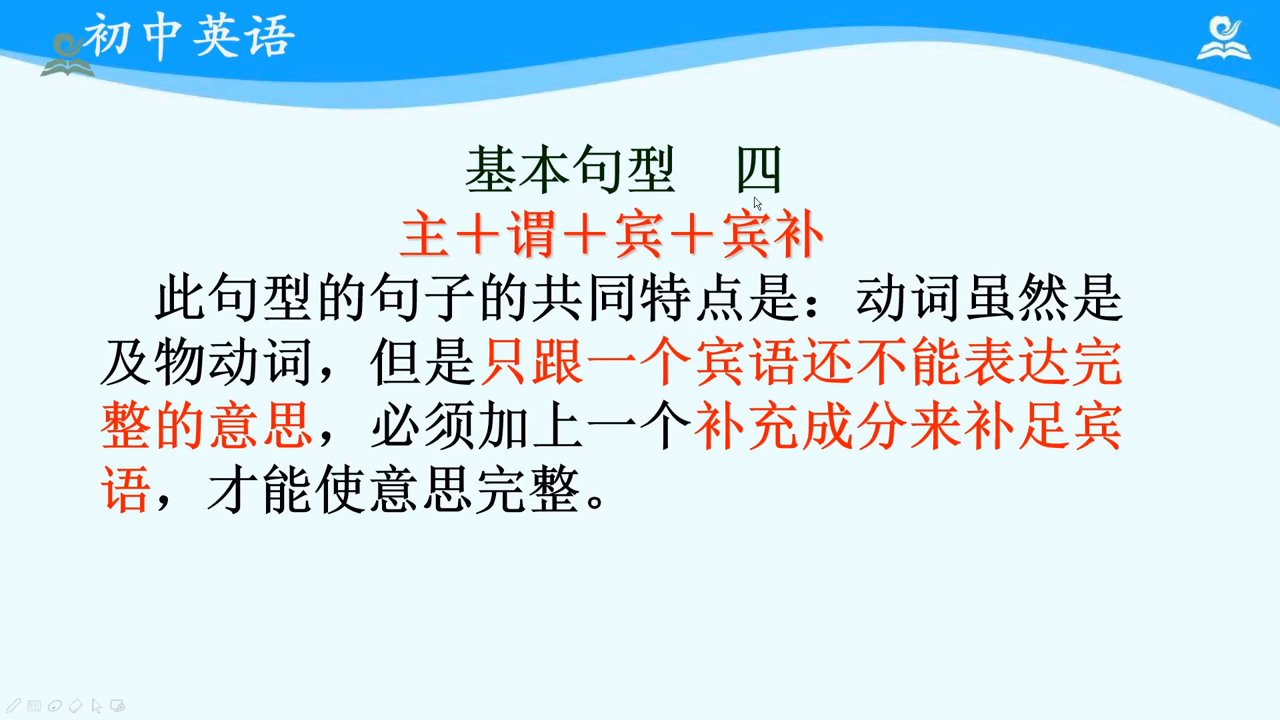 初中英语
基本句型 四
主＋谓＋宾＋宾补
此句型的句子的共同特点是：动词虽然是
及物动词，但是只跟一个宾语还不能表达完
整的意思，必须加上一个补充成分来补足宾
语，才能使意思完整。